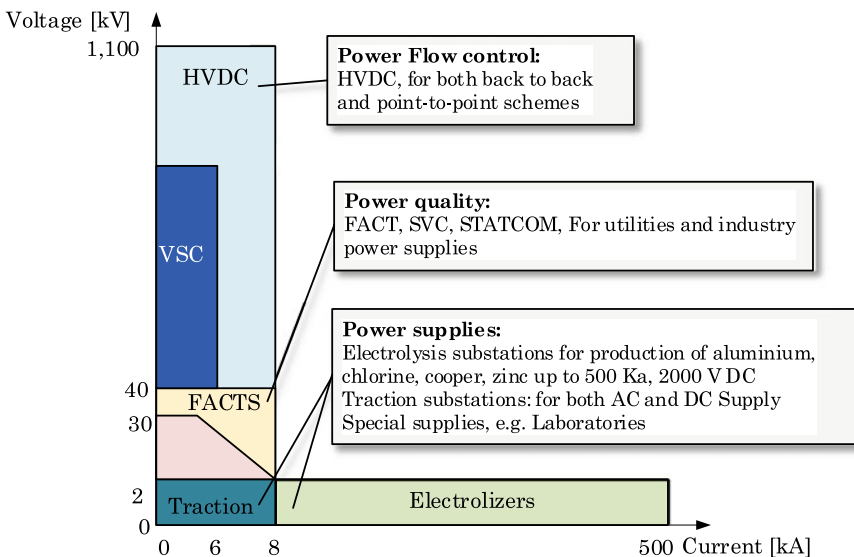 Voltage [kV]
1,100
HVDC
Power Flow control:
HVDC, for both back to back
and point-to-point schemes
Power quality:
FACT, SVC, STATCOM, For utilities and industry
power supplies
VSC
Power supplies:
Electrolysis substations for production of aluminium,
chlorine, cooper, zinc up to 500 Ka, 2000 V DC
Traction substations: for both AC and DC Supply
Special supplies, e.g. Laboratories
40
FACTS
30
2
Traction
Electrolizers
0
0 6 8 500 Current [kA]